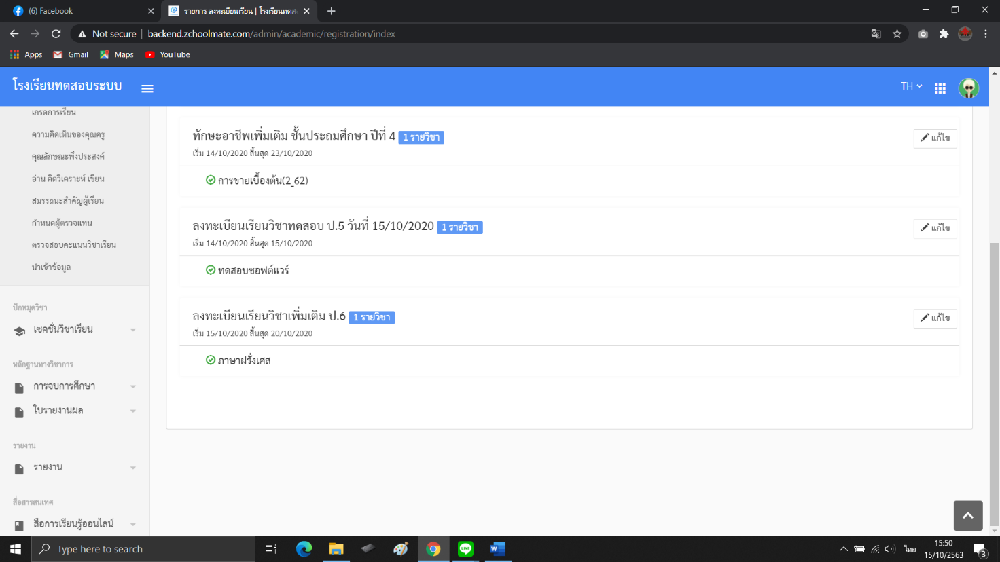 (6) Facebook
รายการ ลงทะเบียนเรียน | โรงเรียนทดส
Not secure | backend.zchoolmate.com/admin/academic/registration/index
Apps Gmail Maps YouTube
โรงเรียนทดสอบระบบ
TH
เกรดการเรียน
ความคิดเห็นของคุณครู
คุณลักษณะพึงประสงค์
อ่าน คิดวิเคราะห์ เขียน
สมรรถนะสำคัญผู้เรียน
กำหนดผู้ตรวจแทน
ตรวจสอบคะแนนวิชาเรียน
นำเข้าข้อมูล
ปักหมุดวิชา
เซคชั่นวิชาเรียน
หลักฐานทางวิชาการ
การจบการศึกษา
ใบรายงานผล
รายงาน
รายงาน
สื่อสารสนเทศ
สือการเรียนรู้ออนไลน์
ทักษะอาชีพเพิ่มเติม ชั้นประถมศึกษา ปีที่ 4 1 รายวิชา
แก้ไข
เริ่ม 14/10/2020 สิ้นสุด 23/10/2020
การขายเบื้องต้น(2_62)
ลงทะเบียนเรียนวิชาทดสอบ ป.5 วันที่ 15/10/2020 1 รายวิชา
แก้ไข
เริ่ม 14/10/2020 สิ้นสุด 15/10/2020
ทดสอบซอฟต์แวร์
ลงทะเบียนเรียนวิชาเพิ่มเติม ป.6 1 รายวิชา
แก้ไข
เริ่ม 15/10/2020 สิ้นสุด 20/10/2020
ภาษาฝรั่งเศส
Type here to search
LINE
W
ไทย
15:50
15/10/2563
3